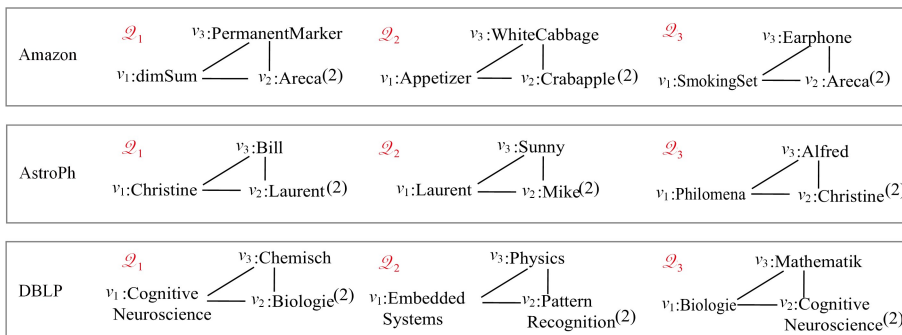 Amazon
𝒬1
v3:PermanentMarker
v1:dimSum
v2:Areca(2)
𝒬2
v3:WhiteCabbage
v1:Appetizer
v2:Crabapple(2)
𝒬3
v3:Earphone
v1:SmokingSet
v2:Areca(2)
AstroPh
𝒬1
v3:Bill
v1:Christine
v2:Laurent(2)
𝒬2
v3:Sunny
v1:Laurent
v2:Mike(2)
𝒬3
v3:Alfred
v1:Philomena
v2:Christine(2)
DBLP
𝒬1
v3:Chemisch
v1:Cognitive
Neuroscience
v2:Biologie(2)
𝒬2
v3:Physics
v1:Embedded
Systems
v2:Pattern
Recognition(2)
𝒬3
v3:Mathematik
v1:Biologie
v2:Cognitive
Neuroscience(2)